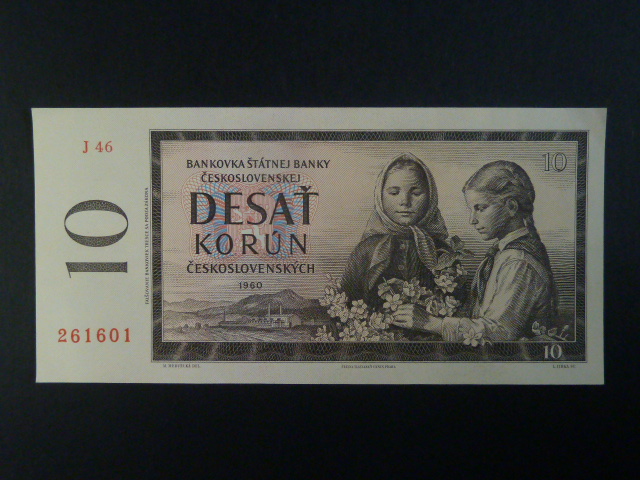 J 46
10
261601
BANKOVKA ŠTÁTNEJ BANKY
ČESKOSLOVENSKEJ
DESAŤ
KORÚN
ČESKOSLOVENSKÝCH
1960
10
10